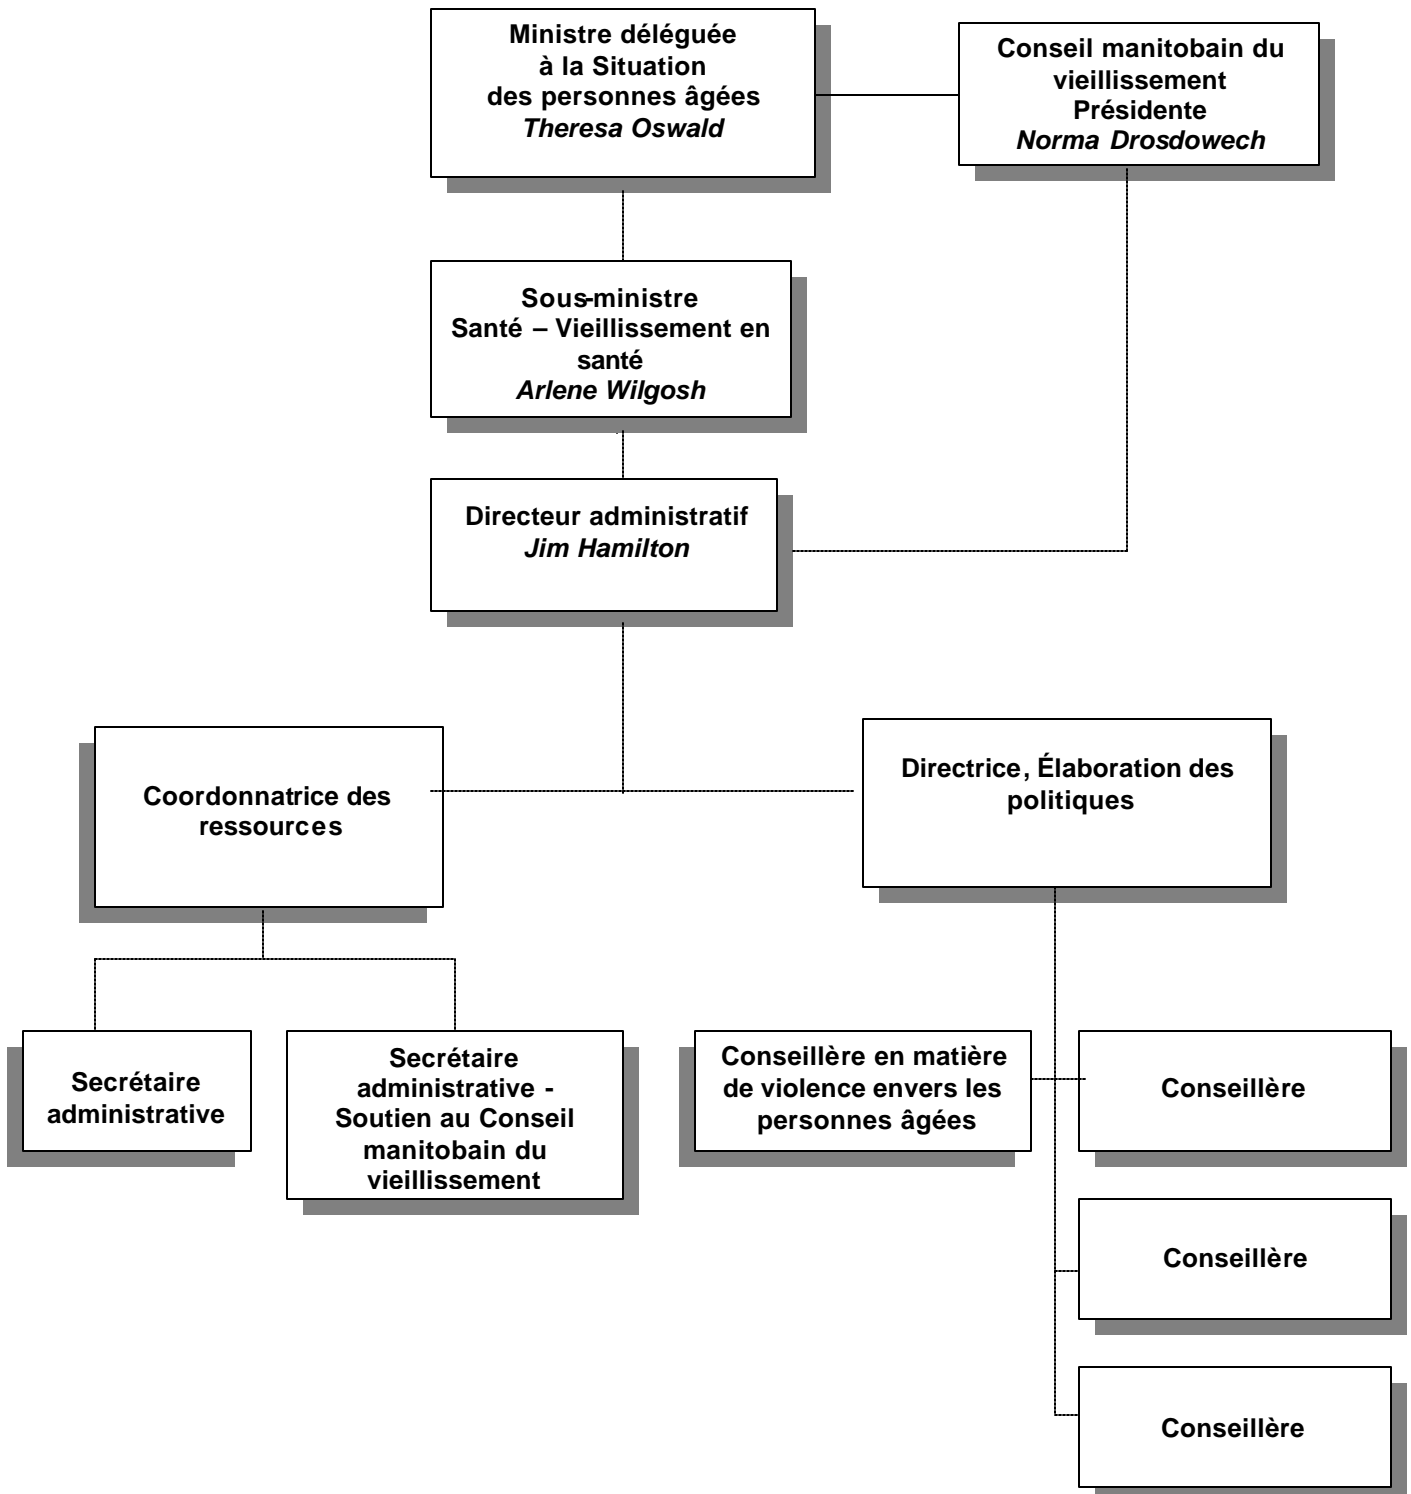 Ministre déléguée
à la Situation
des personnes âgées
Theresa Oswald
Conseil manitobain du
vieillissement
Présidente
Norma Drosdowech
Sous-ministre
Santé – Vieillissement en
santé
Arlene Wilgosh
Directeur administratif
Jim Hamilton
Coordonnatrice des
ressources
Directrice, Élaboration des
politiques
Secrétaire
administrative
Secrétaire
administrative -
Soutien au Conseil
manitobain du
vieillissement
Conseillère en matière
de violence envers les
personnes âgées
Conseillère
Conseillère
Conseillère